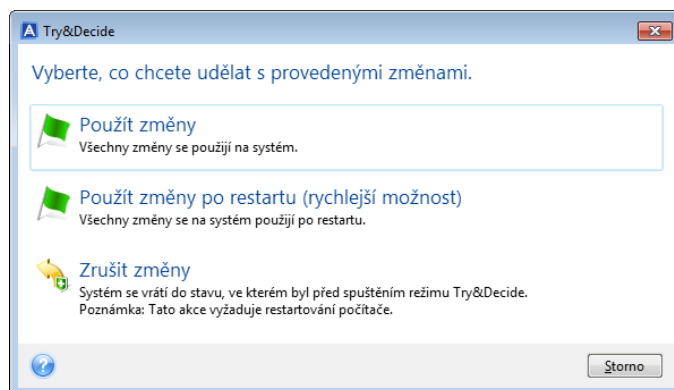 Try&Decide
Vyberte, co chcete udělat s provedenými změnami.
Použít změny
Všechny změny se použijí na systém.
Použít změny po restartu (rychlejší možnost)
Všechny změny se na systém použijí po restartu.
Zrušit změny
Systém se vrátí do stavu, ve kterém byl před spuštěním režimu Try&Decide.
Poznámka: Tato akce vyžaduje restartování počítače.
Storno